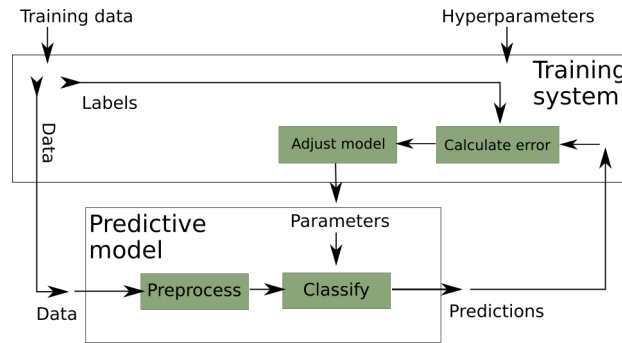 Training data
Hyperparameters
Training
system
Labels
Data
Adjust model
Calculate error
Predictive
model
Parameters
Preprocess
Classify
Data
Predictions